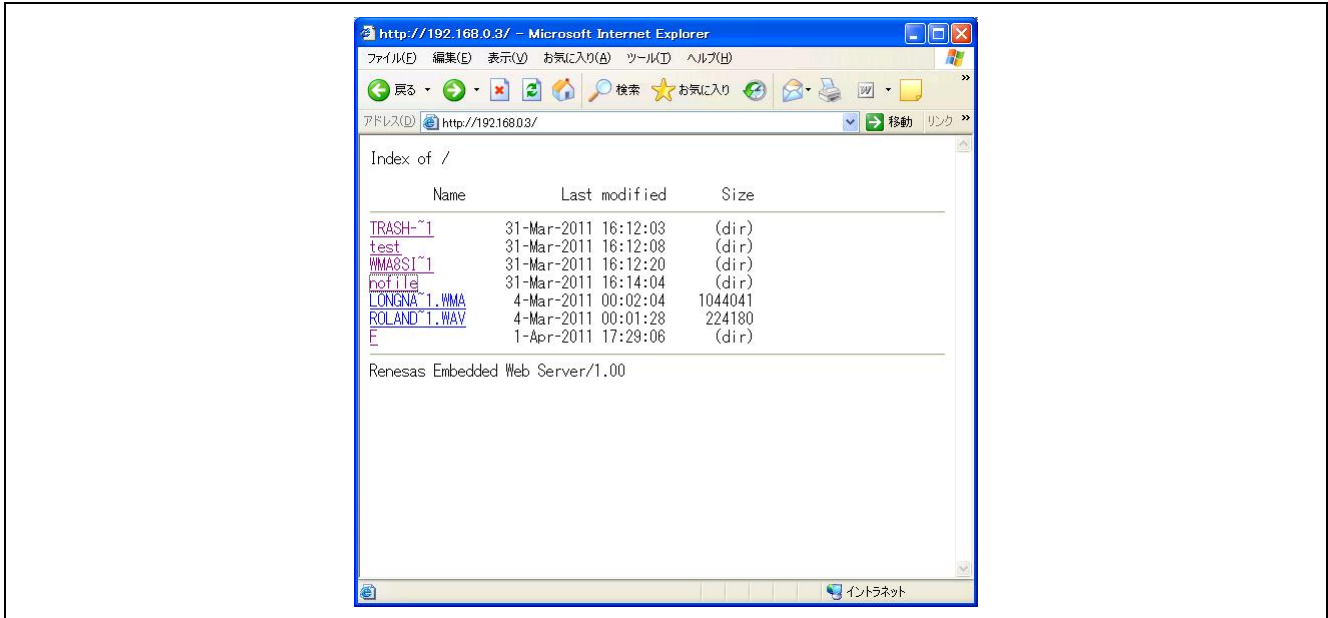 http://192.168.0.3/ - Microsoft Internet Explorer
ファイル(F) 編集(E) 表示(V) お気に入り(A) ツール(T) ヘルプ(H)
戻る 検索 お気に入り
アドレス(D) http://192.168.0.3/ 移動 リンク
Index of /
Name Last modified Size
TRASH-~1 31-Mar-2011 16:12:03 (dir)
test 31-Mar-2011 16:12:08 (dir)
WMA8SI~1 31-Mar-2011 16:12:20 (dir)
nofile 31-Mar-2011 16:14:04 (dir)
LONGNA~1.WMA 4-Mar-2011 00:02:04 1044041
ROLAND~1.WAV 4-Mar-2011 00:01:28 224180
F 1-Apr-2011 17:29:06 (dir)
Renesas Embedded Web Server/1.00
イントラネット